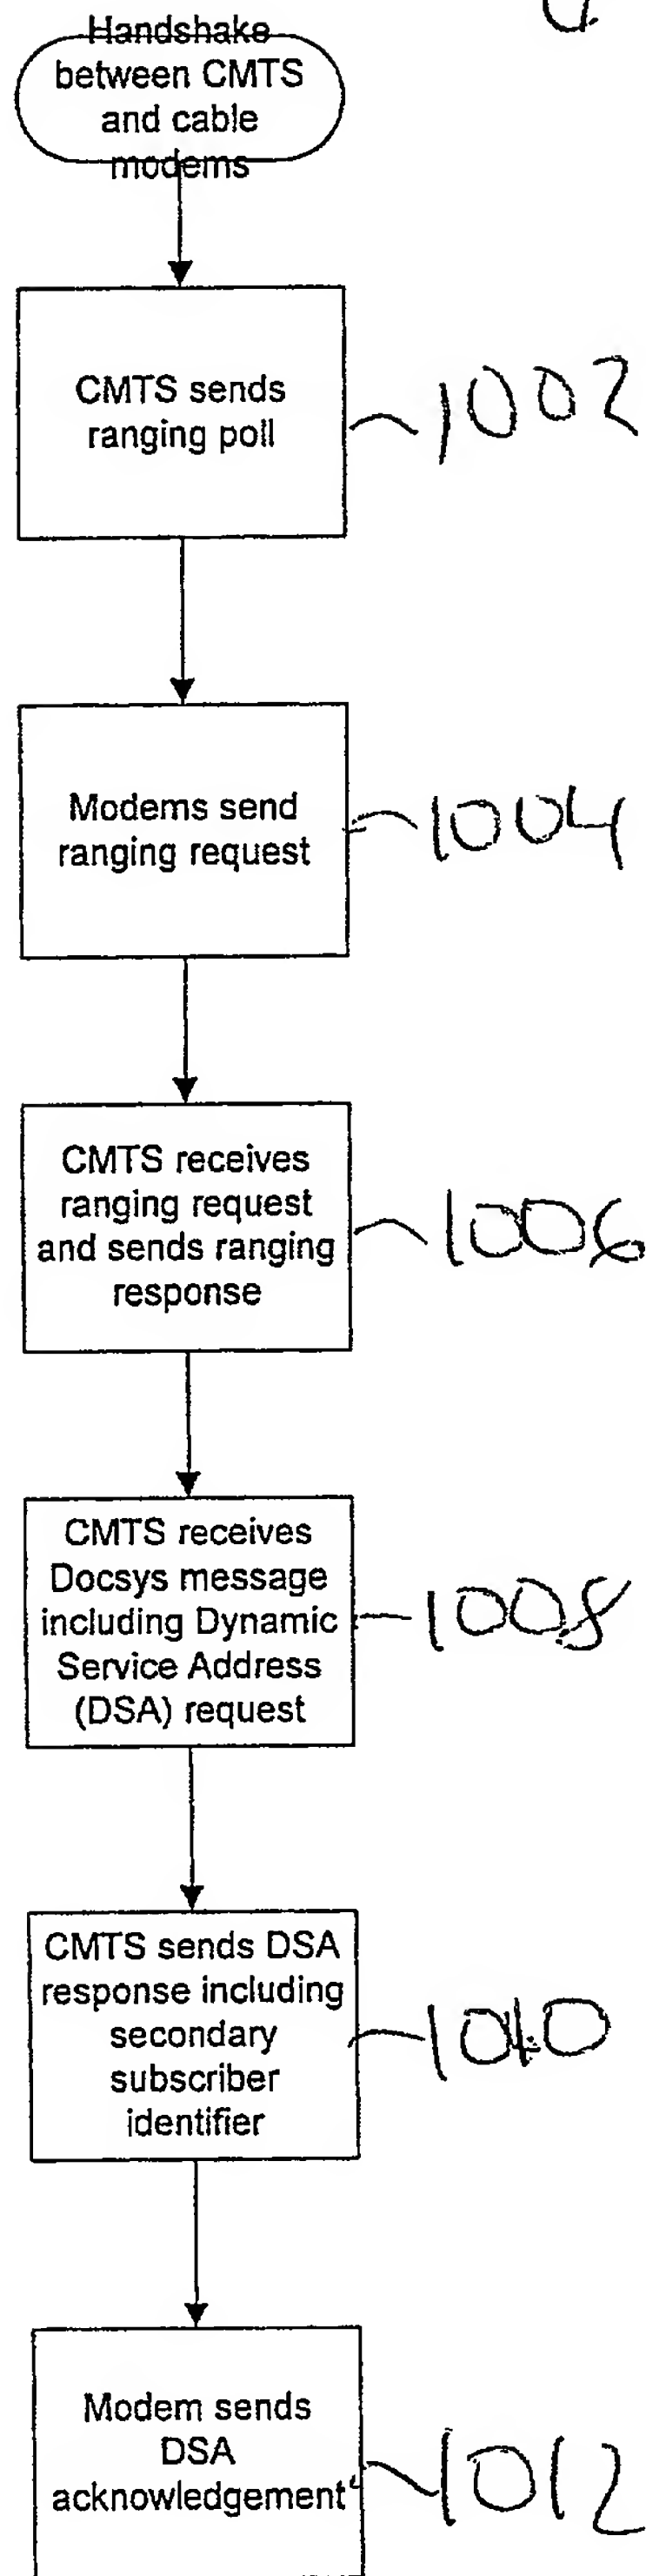 Handshake
between CMTS
and cable
modems
CMTS sends
ranging poll
1002
Modems send
ranging request
1004
CMTS receives
ranging request
and sends ranging
response
1006
CMTS receives
Docsys message
including Dynamic
Service Address
(DSA) request
1008
CMTS sends DSA
response including
secondary
subscriber
identifier
1010
Modem sends
DSA
acknowledgement
1012